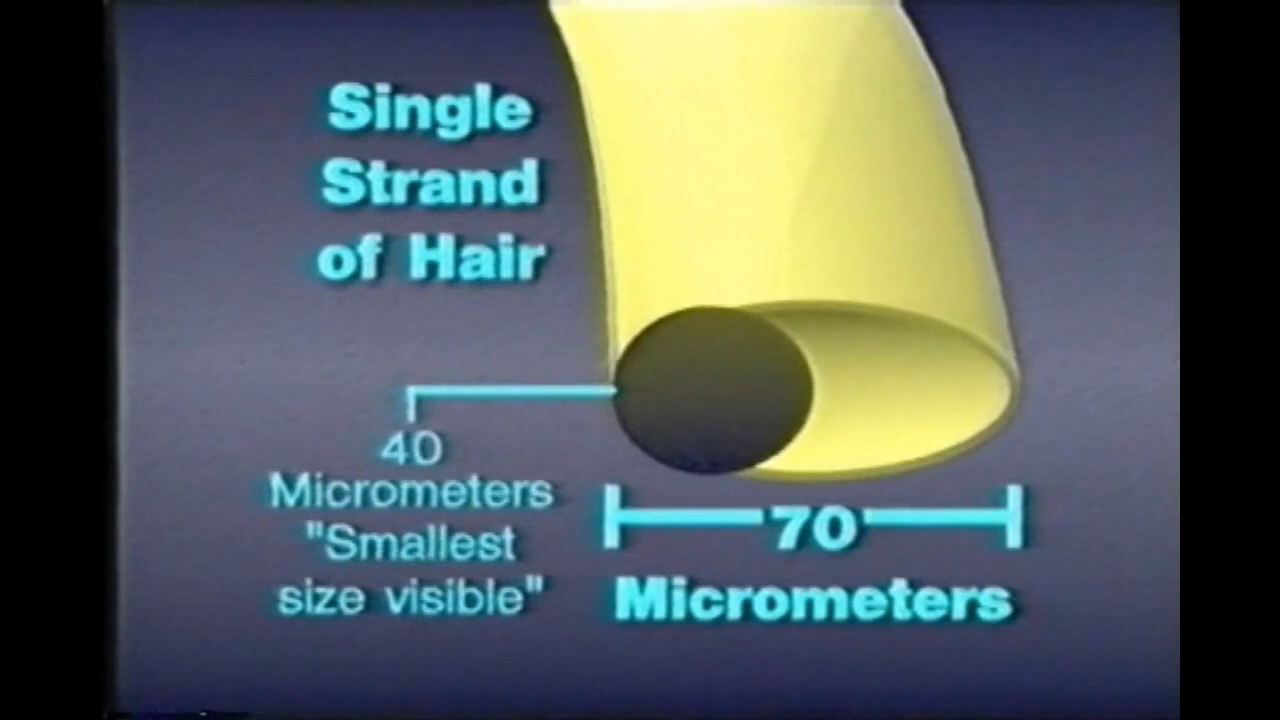 Single
Strand
of Hair
40
Micrometers
"Smallest
size visible"
70
Micrometers